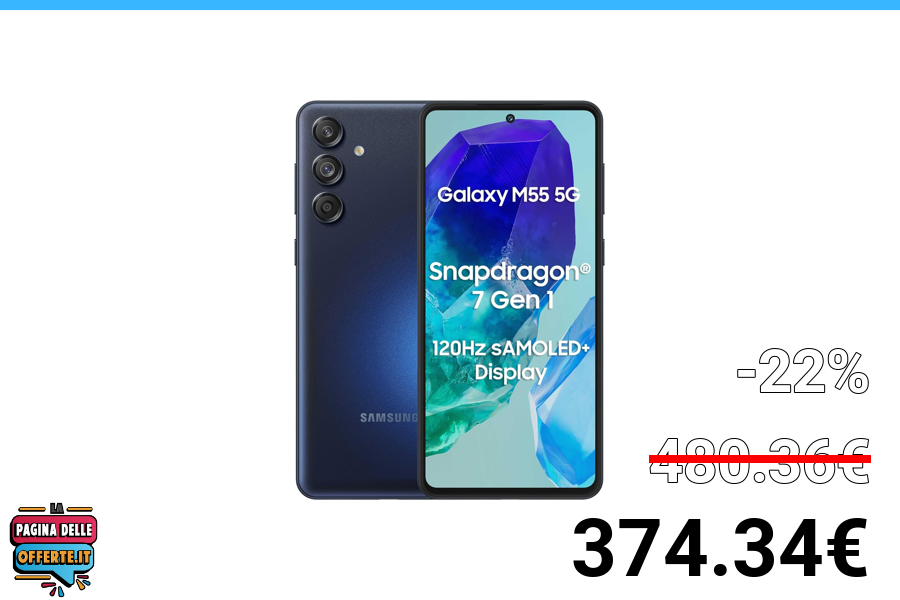 Galaxy M55 5G
Snapdragon®
7 Gen 1
120Hz sAMOLED+
Display
SAMSUNG
-22%
480.36€
374.34€
LA
PAGINA DELLE
OFFERTE.IT